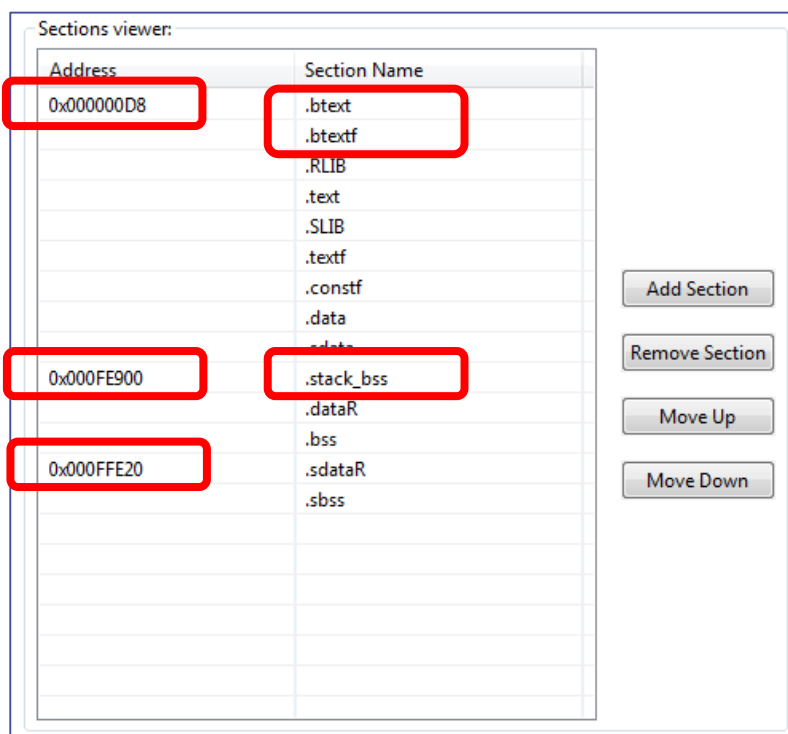 Sections viewer:
Address Section Name
0x000000D8 .btext
.btextf
.RLIB
.text
.SLIB
.textf
.constf
.data
.sdata
0x000FE900 .stack_bss
.dataR
.bss
0x000FFE20 .sdataR
.sbss
Add Section
Remove Section
Move Up
Move Down